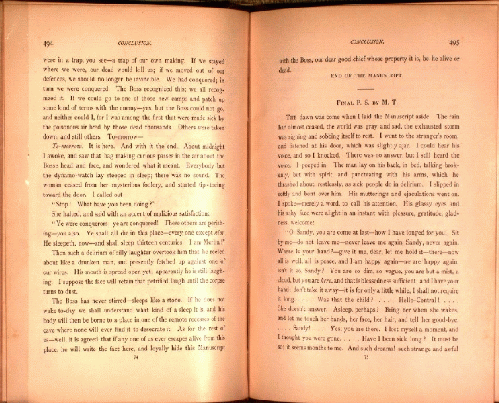 494
CONCLUSION.
were in a trap, you see—a trap of our own making. If we stayed
where we were, our dead would kill us; if we moved out of our
defences, we should no longer be invincible. We had conquered; in
turn we were conquered. The Boss recognized this; we all recog-
nized it. If we could go to one of those new camps and patch up
some kind of terms with the enemy—yes, but the Boss could not go,
and neither could I, for I was among the first that were made sick by
the poisonous air bred by those dead thousands. Others were taken
down, and still others. To-morrow—
To-morrow. It is here. And with it the end. About midnight
I awoke, and saw that hag making curious passes in the air about the
Boss's head and face, and wondered what it meant. Everybody but
the dynamo-watch lay steeped in sleep; there was no sound. The
woman ceased from her mysterious foolery, and started tip-toeing
toward the door. I called out—
"Stop! What have you been doing?"
She halted, and said with an accent of malicious satisfaction:
"Ye were conquerors; ye are conquered! These others are perish-
ing—you also. Ye shall all die in this place—every one—except him.
He sleepeth, now—and shall sleep thirteen centuries. I am Merlin!"
Then such a delirium of silly laughter overtook him that he reeled
about like a drunken man, and presently fetched up against one of
our wires. His mouth is spread open yet; apparently he is still laugh-
ing. I suppose the face will retain that petrified laugh until the corpse
turns to dust.
The Boss has never stirred—sleeps like a stone. If he does not
wake to-day we shall understand what kind of a sleep it is, and his
body will then be borne to a place in one of the remote recesses of the
cave where none will ever find it to desecrate it. As for the rest of
us—well, it is agreed that if any one of us ever escapes alive from this
place, he will write the fact here, and loyally hide this Manuscript
CONCLUSION.
495
with the Boss, our dear good chief, whose property it is, be he alive or
dead.
END OF THE MANUSCRIPT
FINAL P. S. BY M. T
THE dawn was come when I laid the Manuscript aside. The rain
had almost ceased, the world was gray and sad, the exhausted storm
was sighing and sobbing itself to rest. I went to the stranger's room,
and listened at his door, which was slightly ajar. I could hear his
voice, and so I knocked. There was no answer, but I still heard the
voice. I peeped in. The man lay on his back, in bed, talking broken-
ly, but with spirit, and punctuating with his arms, which he
thrashed about, restlessly, as sick people do in delirium. I slipped in
softly and bent over him. His mutterings and ejaculations went on.
I spoke—merely a word, to call his attention. His glassy eyes and
his ashy face were alight in an instant with pleasure, gratitude, glad-
ness, welcome:
"O, Sandy, you are come at last—how I have longed for you! Sit
by me—do not leave me—never leave me again, Sandy, never again.
Where is your hand?—give it me, dear, let me hold it—there—now
all is well, all is peace, and I am happy again—we are happy again,
isn't it so, Sandy? You are so dim, so vague, you are but a mist, a
cloud, but you are here, and that is blessedness sufficient; and I have your
hand; don't take it away—it is for only a little while, I shall not require
it long. . . . . Was that the child? . . . . Hello-Central! . . . .
She doesn't answer. Asleep, perhaps? Bring her when she wakes,
and let me touch her hands, her face, her hair, and tell her good-bye.
. . . . Sandy! . . . . Yes, you are there. I lost myself a moment, and
I thought you were gone. . . . . Have I been sick long? It must be
so; it seems months to me. And such dreams! such strange and awful